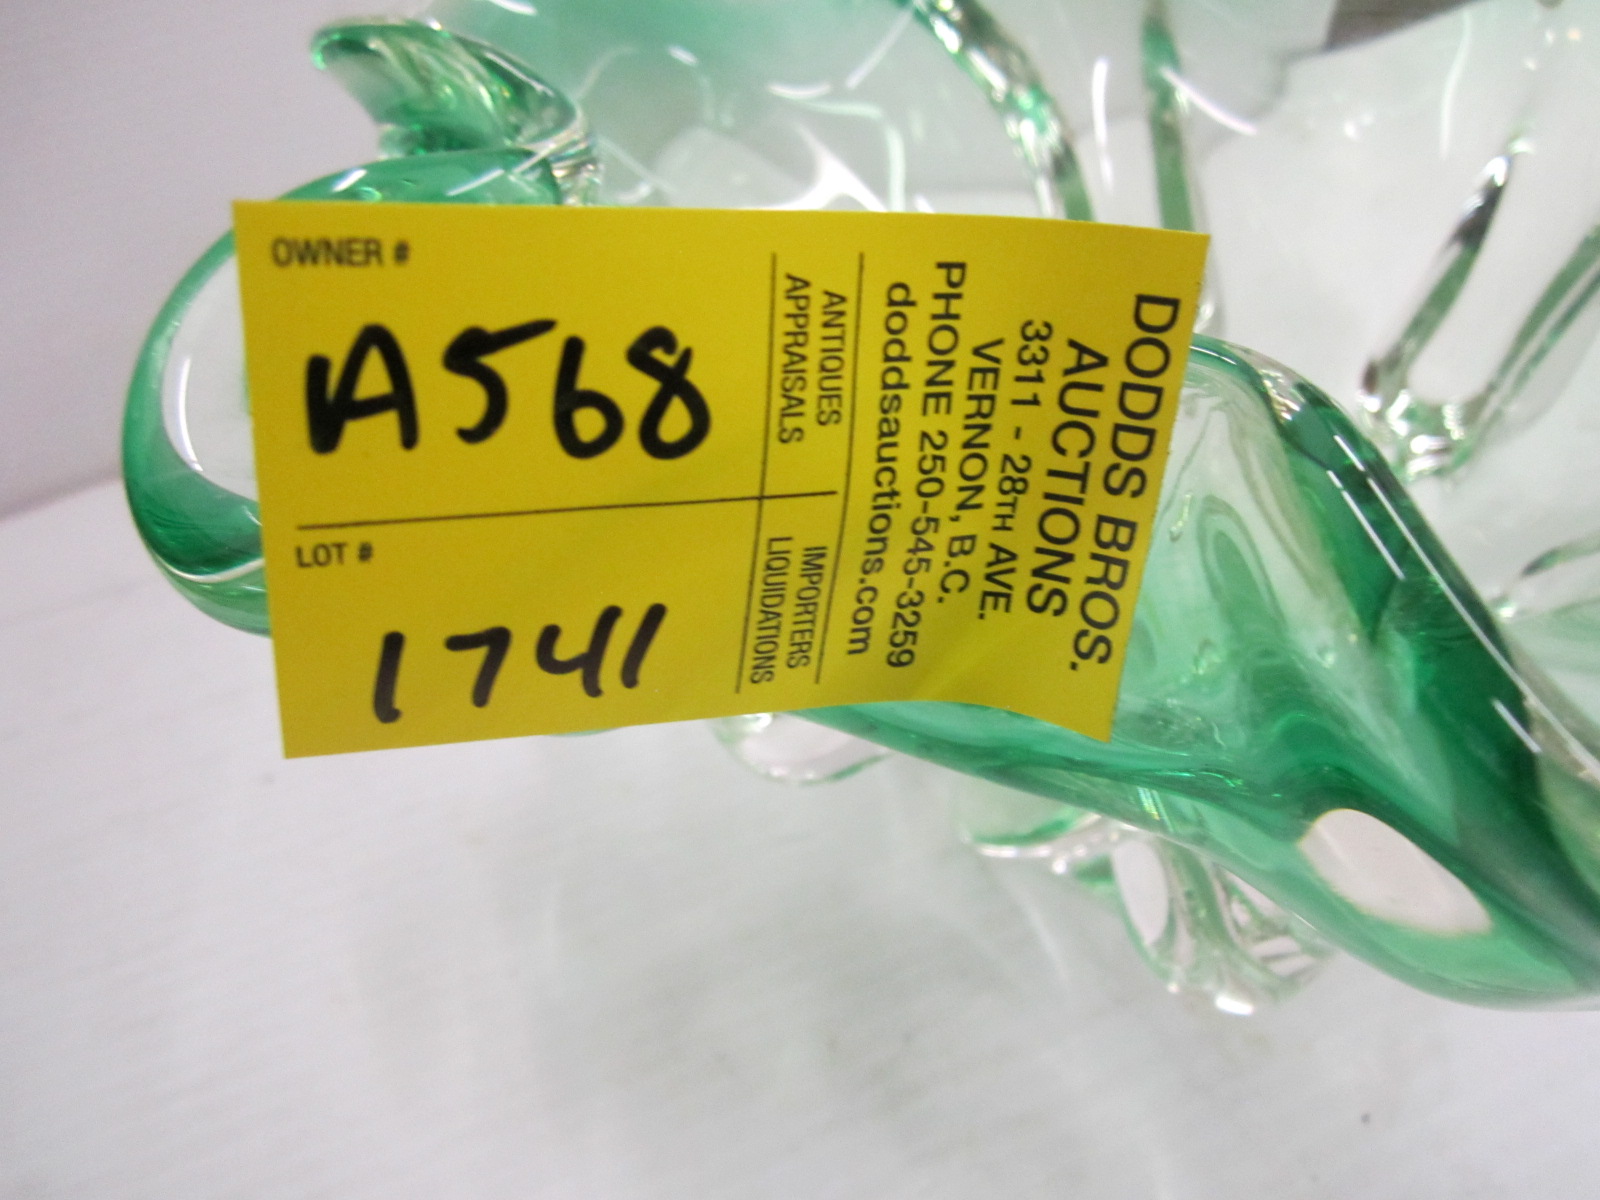 OWNER #
A568
LOT #
1741
ANTIQUES
APPRAISALS
IMPORTERS
LIQUIDATIONS
DODDS BROS.
AUCTIONS
3311 - 28TH AVE.
VERNON, B.C.
PHONE 250-545-3259
doddsauctions.com